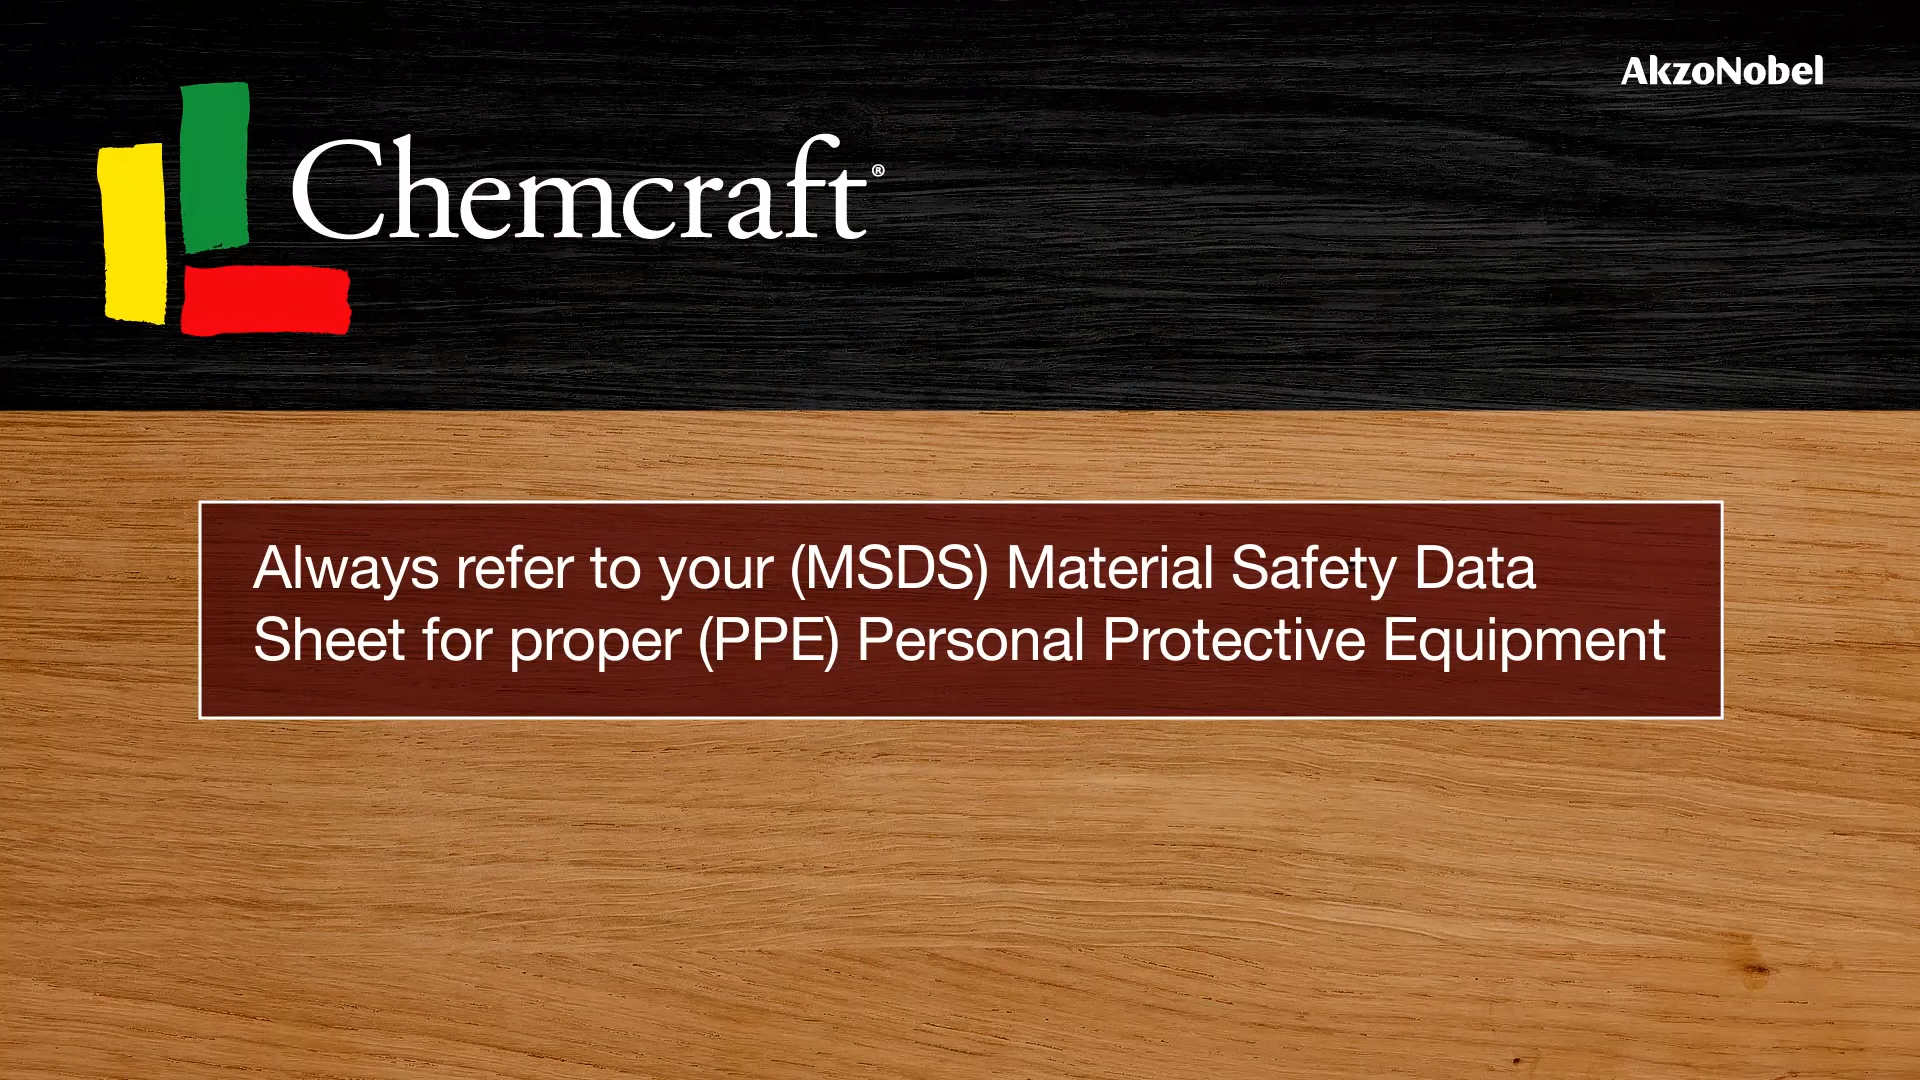 AkzoNobel
Chemcraft®
Always refer to your (MSDS) Material Safety Data
Sheet for proper (PPE) Personal Protective Equipment